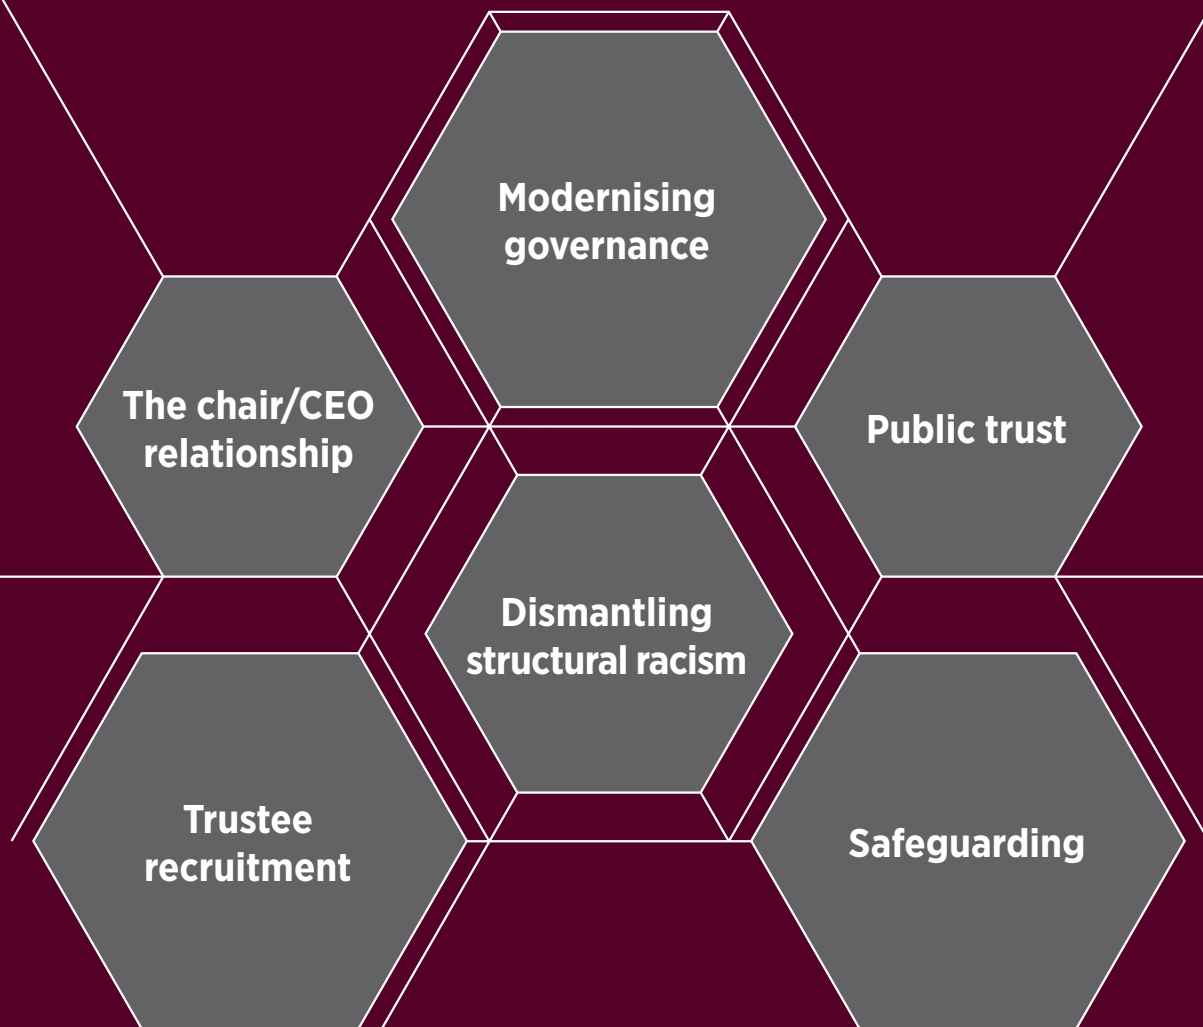 Modernising
governance
The chair/CEO
relationship
Public trust
Dismantling
structural racism
Trustee
recruitment
Safeguarding